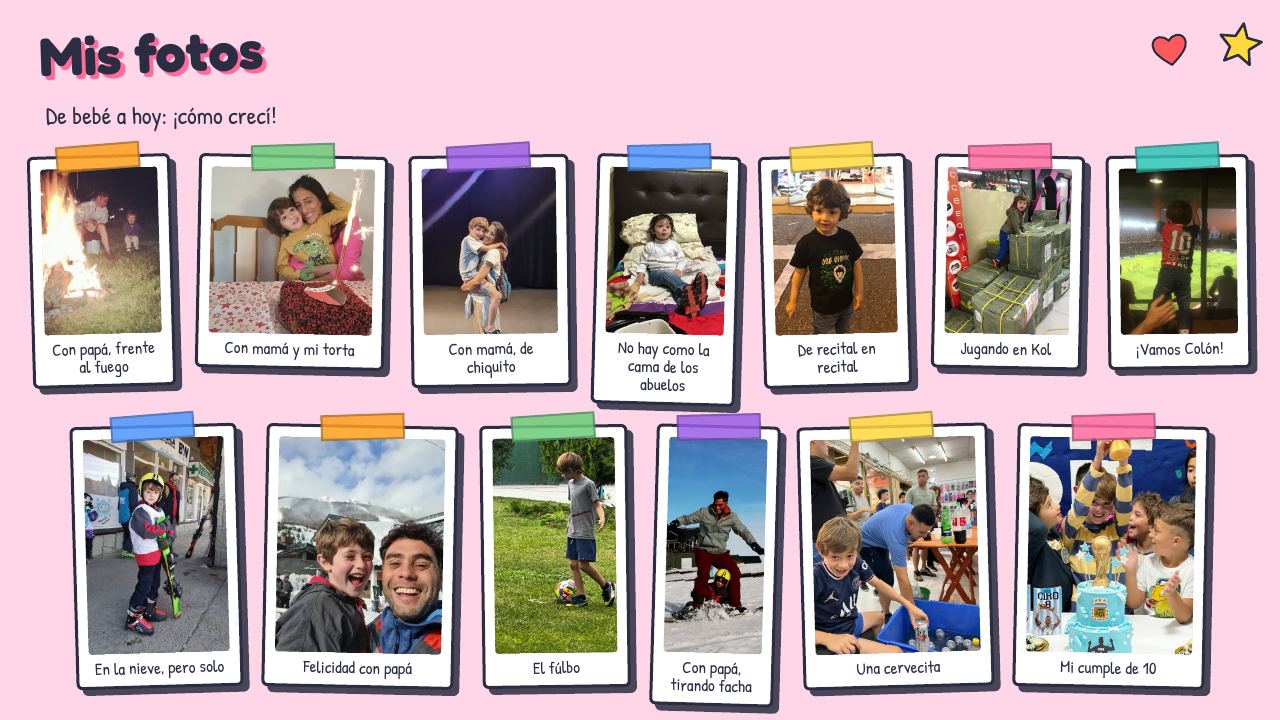 Mis fotos
De bebé a hoy: ¡cómo crecí!
Con papá, frente
al fuego
Con mamá y mi torta
Con mamá, de
chiquito
No hay como la
cama de los
abuelos
De recital en
recital
Jugando en Kol
¡Vamos Colón!
10
En la nieve, pero solo
Felicidad con papá
El fúlbo
Con papá,
tirando facha
Una cervecita
Mi cumple de 10
CIRO